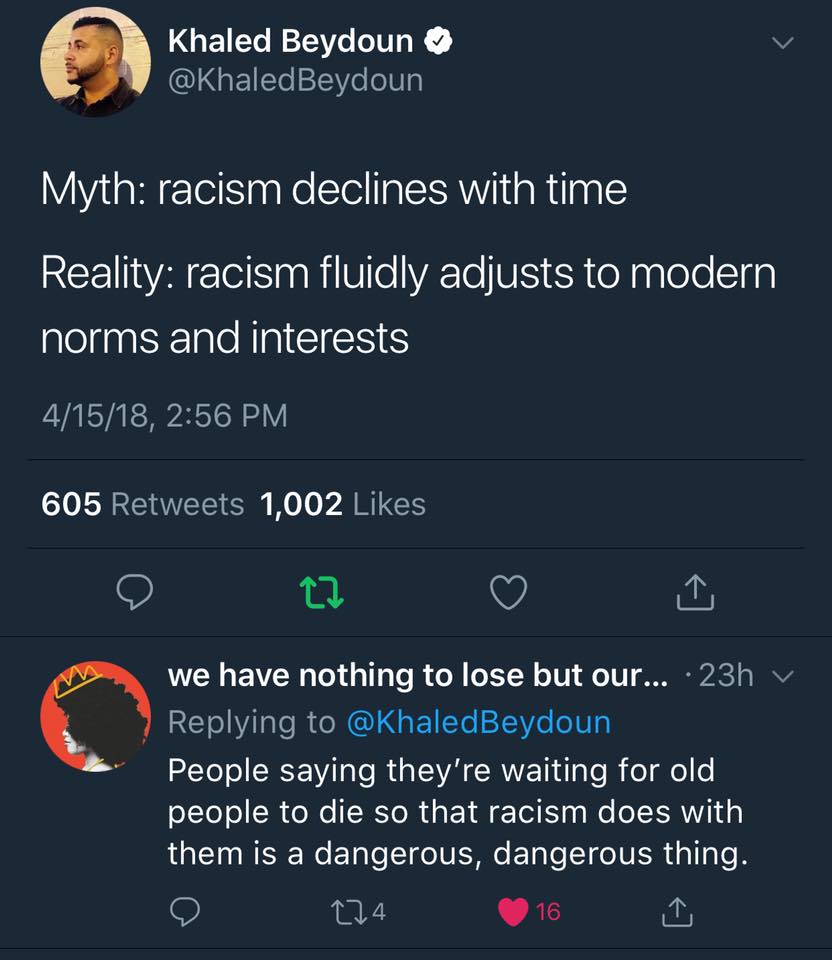 Khaled Beydoun
@KhaledBeydoun
Myth: racism declines with time
Reality: racism fluidly adjusts to modern
norms and interests
4/15/18, 2:56 PM
605 Retweets 1,002 Likes
we have nothing to lose but our... · 23h
Replying to @KhaledBeydoun
People saying they're waiting for old
people to die so that racism does with
them is a dangerous, dangerous thing.
4 16